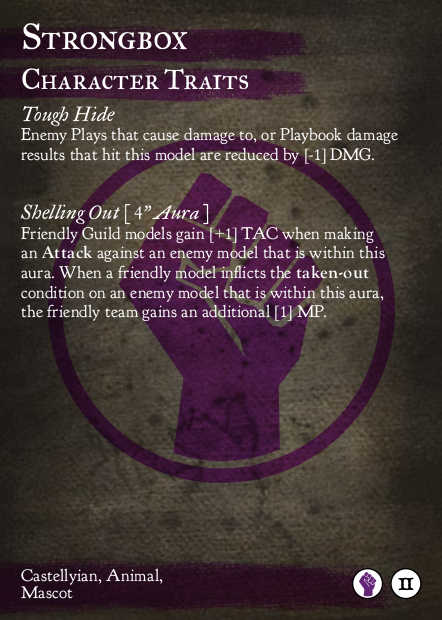 Strongbox
Character Traits
Tough Hide
Enemy Plays that cause damage to, or Playbook damage
results that hit this model are reduced by [-1] DMG.
Shelling Out [ 4” Aura ]
Friendly Guild models gain [+1] TAC when making
an Attack against an enemy model that is within this
aura. When a friendly model inflicts the taken-out
condition on an enemy model that is within this aura,
the friendly team gains an additional [1] MP.
Castellyian, Animal,
Mascot
II